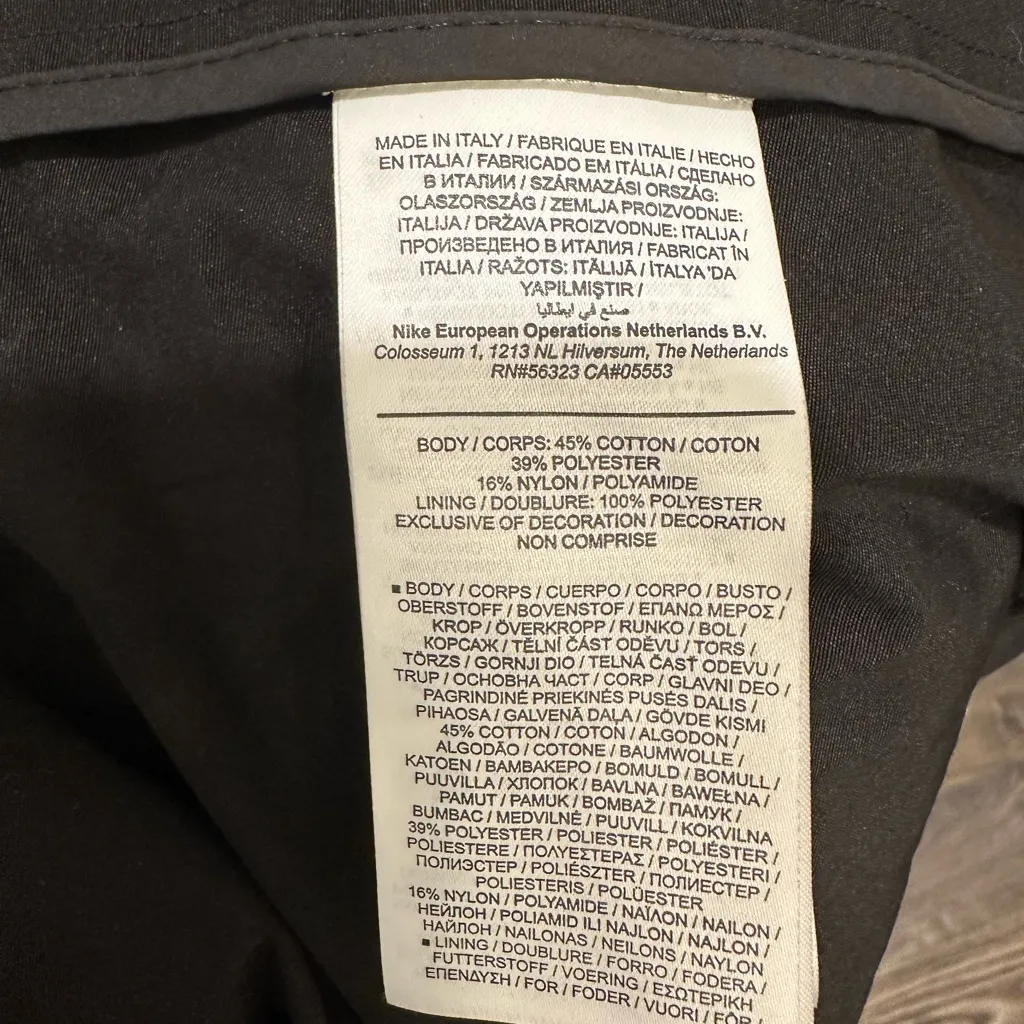 MADE IN ITALY / FABRIQUE EN ITALIE / HECHO
EN ITALIA / FABRICADO EM ITÁLIA / СДЕЛАНО
В ИТАЛИИ / SZÁRMAZÁSI ORSZÁG:
OLASZORSZÁG / ZEMLJA PROIZVODNJE:
ITALIJA / DRŽAVA PROIZVODNJE: ITALIJA /
ПРОИЗВЕДЕНО В ИТАЛИЯ / FABRICAT ÎN
ITALIA / RAŽOTS: ITĀLIJĀ / İTALYA'DA
YAPILMIŞTIR /
صنع في ايطاليا
Nike European Operations Netherlands B.V.
Colosseum 1, 1213 NL Hilversum, The Netherlands
RN#56323 CA#05553
BODY / CORPS: 45% COTTON / COTON
39% POLYESTER
16% NYLON / POLYAMIDE
LINING / DOUBLURE: 100% POLYESTER
EXCLUSIVE OF DECORATION / DECORATION
NON COMPRISE
■ BODY / CORPS / CUERPO / CORPO / BUSTO /
OBERSTOFF / BOVENSTOF / ΕΠΑΝΩ ΜΕΡΟΣ /
KROP / ÖVERKROPP / RUNKO / BOL /
КОРСАЖ / TĚLNÍ ČÁST ODĚVU / TORS /
TÖRZS / GORNJI DIO / TELNÁ ČASŤ ODEVU /
TRUP / ОСНОВНА ЧАСТ / CORP / GLAVNI DEO /
PAGRINDINĖ PRIEKINĖS PUSĖS DALIS /
PIHAOSA / GALVENĀ DAĻA / GÖVDE KISMI
45% COTTON / COTON / ALGODON /
ALGODÃO / COTONE / BAUMWOLLE /
KATOEN / ΒΑΜΒΑΚΕΡΟ / BOMULD / BOMULL /
PUUVILLA / ХЛОПОК / BAVLNA / BAWEŁNA /
PAMUT / PAMUK / BOMBAŽ / ПАМУК /
BUMBAC / MEDVILNĖ / PUUVILL / KOKVILNA
39% POLYESTER / POLIESTER / POLIÉSTER /
POLIESTERE / ΠΟΛΥΕΣΤΕΡΑΣ / POLYESTERI /
ПОЛИЭСТЕР / POLIÉSZTER / ПОЛИЕСТЕР /
POLIESTERIS / POLÜESTER
16% NYLON / POLYAMIDE / ΝΑΪΛΟΝ / NAILON /
НЕЙЛОН / POLIAMID ILI NAJLON / NAJLON /
НАЙЛОН / NAILONAS / NEILONS / NAYLON
■ LINING / DOUBLURE / FORRO / FODERA /
FUTTERSTOFF / VOERING / ΕΣΩΤΕΡΙΚΗ
ΕΠΕΝΔΥΣΗ / FOR / FODER / VUORI / FÔR /